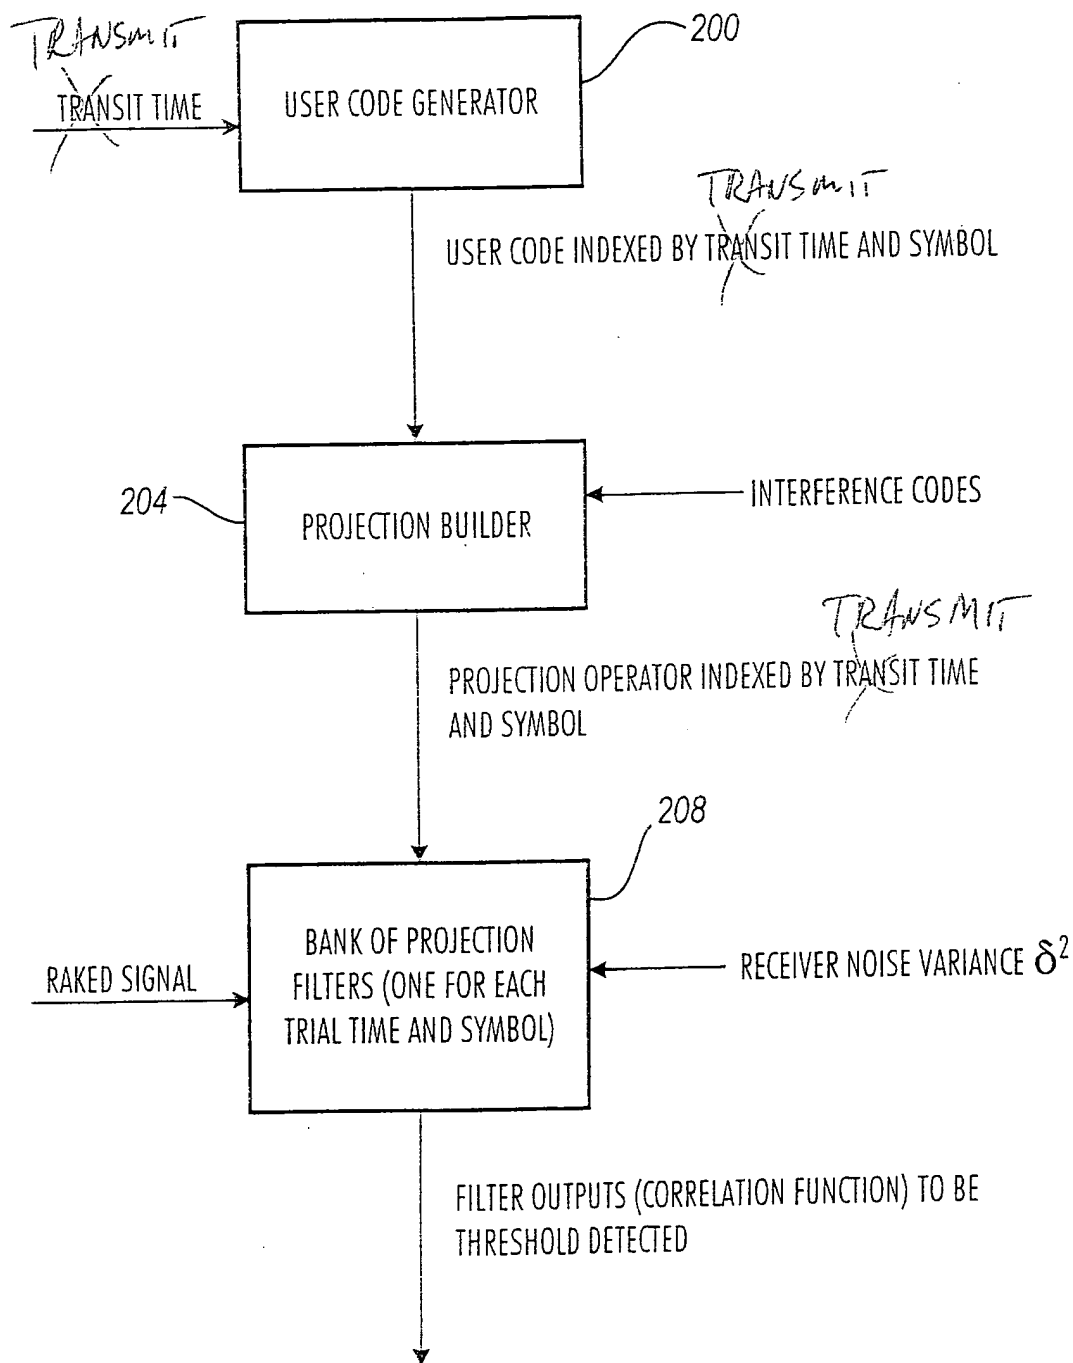 TRANSMIT
200
TRANSIT TIME
USER CODE GENERATOR
TRANSMIT
USER CODE INDEXED BY TRANSIT TIME AND SYMBOL
204
PROJECTION BUILDER
INTERFERENCE CODES
TRANSMIT
PROJECTION OPERATOR INDEXED BY TRANSIT TIME
AND SYMBOL
208
BANK OF PROJECTION
FILTERS (ONE FOR EACH
TRIAL TIME AND SYMBOL)
RAKED SIGNAL
RECEIVER NOISE VARIANCE δ²
FILTER OUTPUTS (CORRELATION FUNCTION) TO BE
THRESHOLD DETECTED